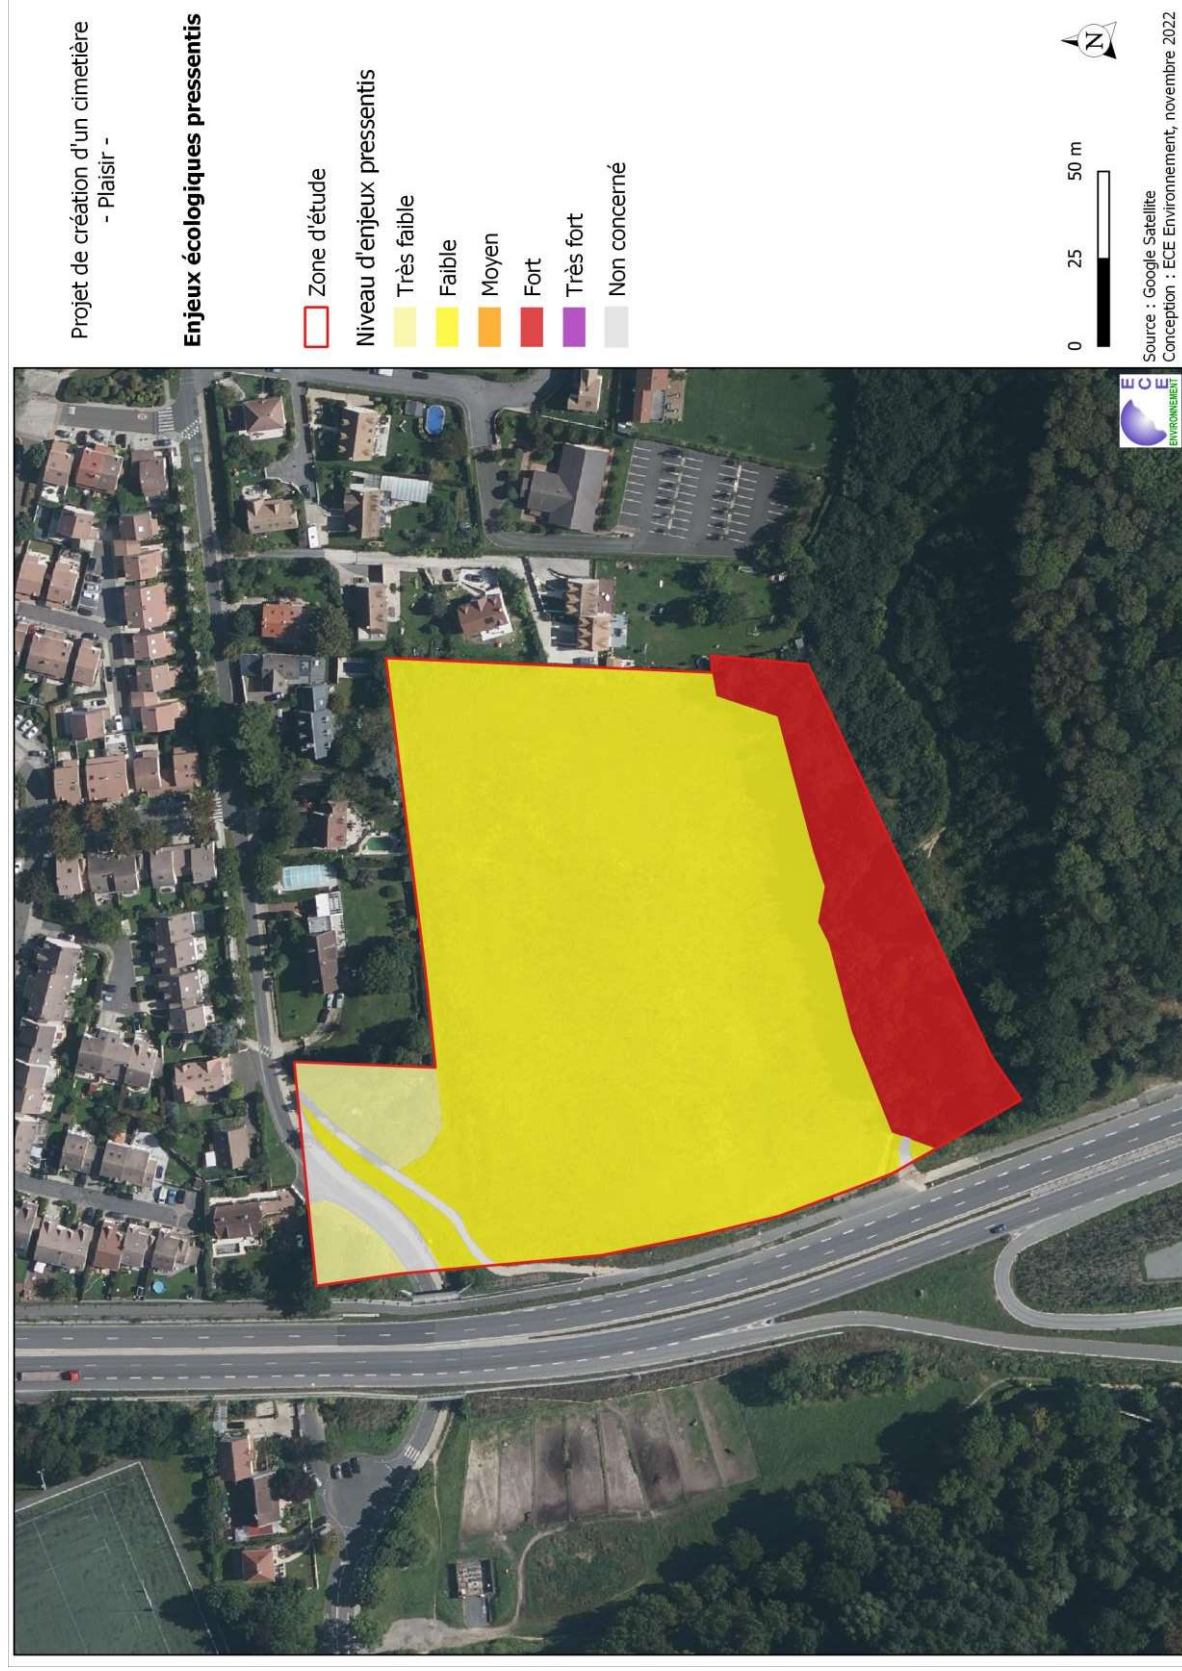 Projet de création d'un cimetière
- Plaisir -
Enjeux écologiques pressentis
Zone d'étude
Niveau d'enjeux pressentis
Très faible
Faible
Moyen
Fort
Très fort
Non concerné
N
0 25 50 m
Source : Google Satellite
Conception : ECE Environnement, novembre 2022
E
C
E
ENVIRONNEMENT